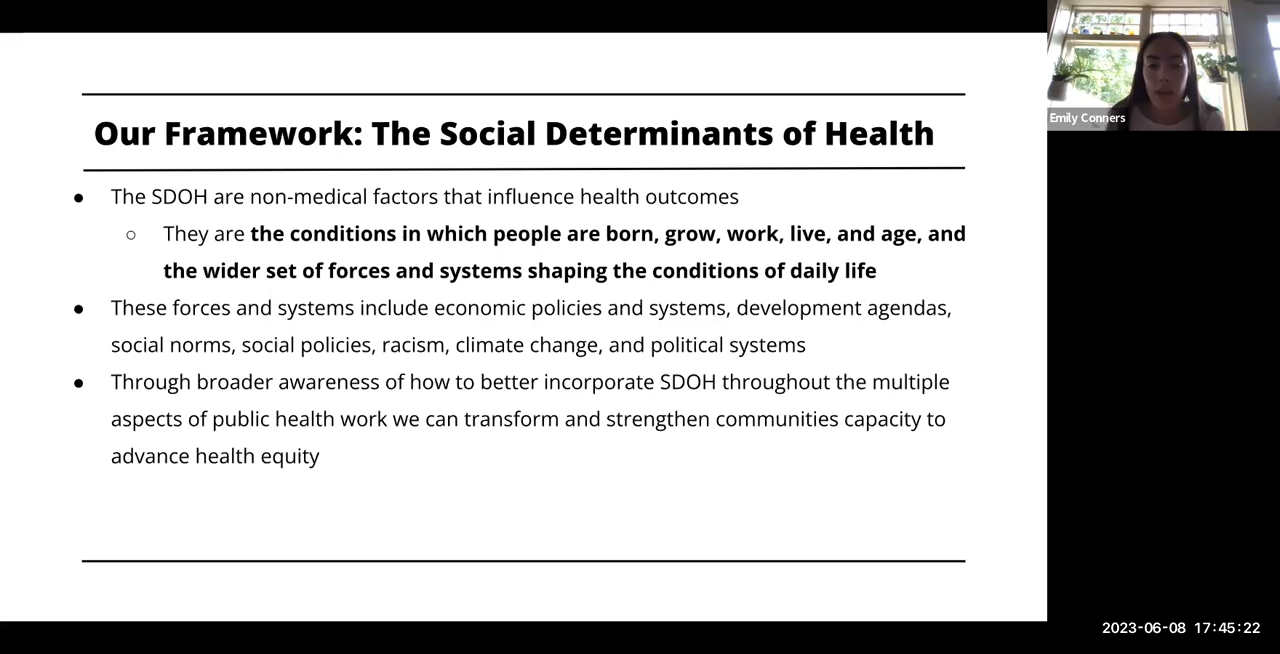 Our Framework: The Social Determinants of Health
● The SDOH are non-medical factors that influence health outcomes
○ They are the conditions in which people are born, grow, work, live, and age, and
the wider set of forces and systems shaping the conditions of daily life
● These forces and systems include economic policies and systems, development agendas,
social norms, social policies, racism, climate change, and political systems
● Through broader awareness of how to better incorporate SDOH throughout the multiple
aspects of public health work we can transform and strengthen communities capacity to
advance health equity
Emily Conners
2023-06-08 17:45:22